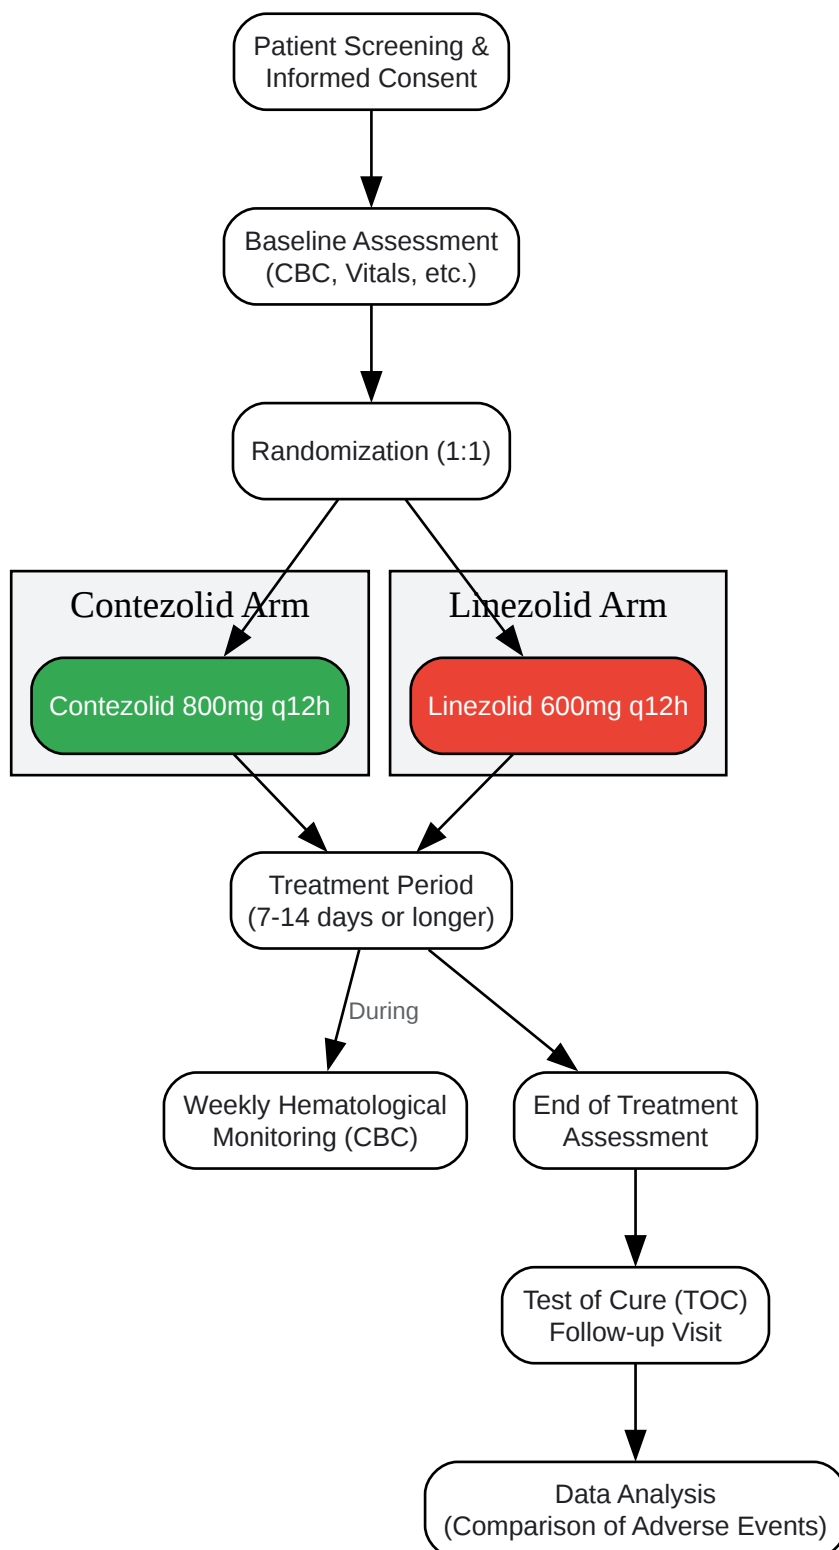 Patient Screening &
Informed Consent
Baseline Assessment
(CBC, Vitals, etc.)
Randomization (1:1)
Contezolid Arm
Contezolid 800mg q12h
Linezolid Arm
Linezolid 600mg q12h
Treatment Period
(7-14 days or longer)
During
Weekly Hematological
Monitoring (CBC)
End of Treatment
Assessment
Test of Cure (TOC)
Follow-up Visit
Data Analysis
(Comparison of Adverse Events)